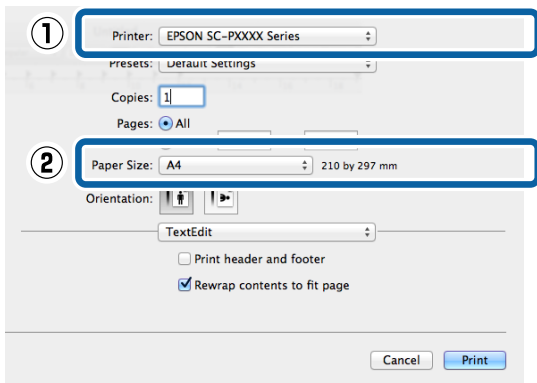 ① Printer: EPSON SC-PXXXX Series
Presets: Default Settings
Copies: 1
Pages: All
② Paper Size: A4 210 by 297 mm
Orientation:
TextEdit
Print header and footer
Rewrap contents to fit page
Cancel Print